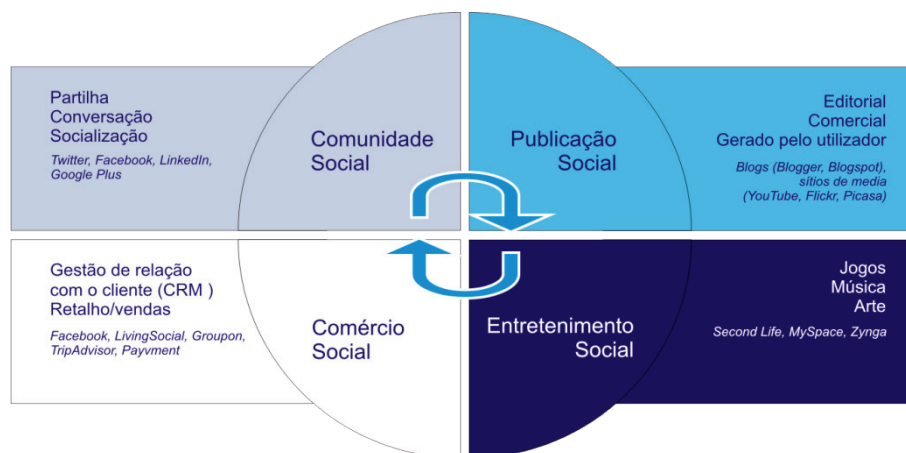 Partilha
Conversação
Socialização
Twitter, Facebook, LinkedIn,
Google Plus
Comunidade
Social
Publicação
Social
Editorial
Comercial
Gerado pelo utilizador
Blogs (Blogger, Blogspot),
sítios de media
(YouTube, Flickr, Picasa)
Gestão de relação
com o cliente (CRM )
Retalho/vendas
Facebook, LivingSocial, Groupon,
TripAdvisor, Payvment
Comércio
Social
Entretenimento
Social
Jogos
Música
Arte
Second Life, MySpace, Zynga